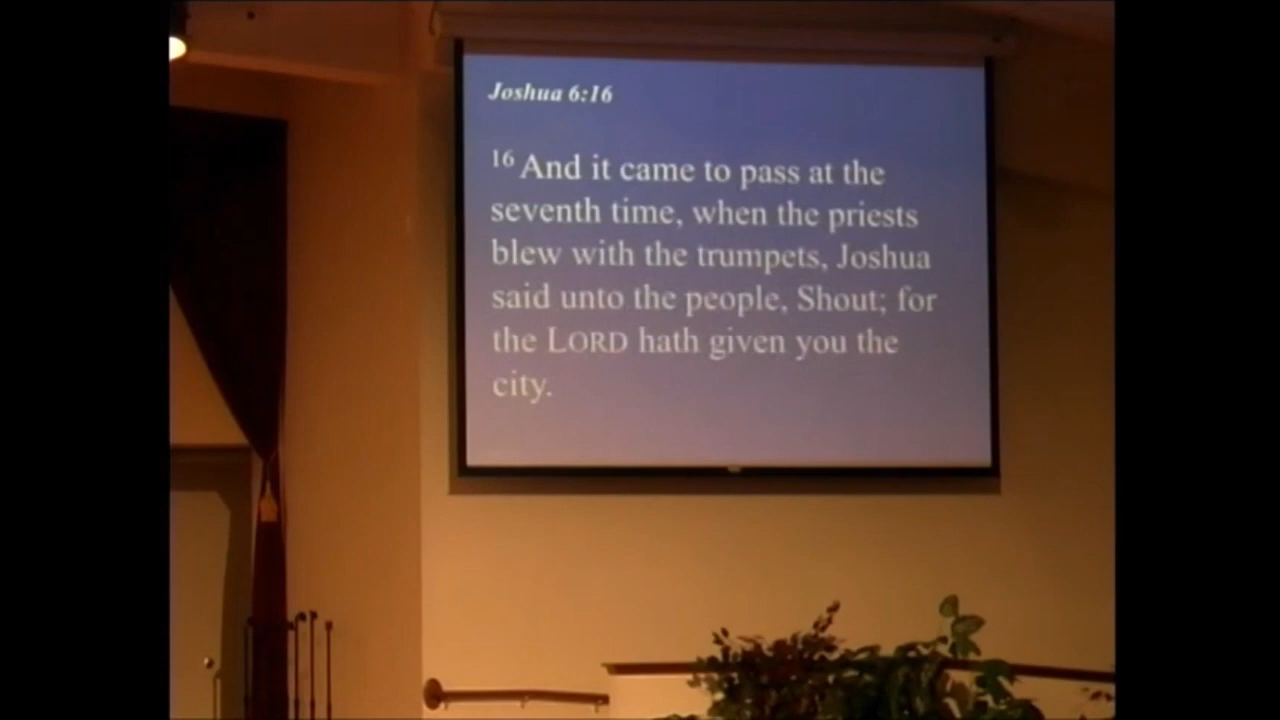 Joshua 6:16
16 And it came to pass at the
seventh time, when the priests
blew with the trumpets, Joshua
said unto the people, Shout; for
the LORD hath given you the
city.